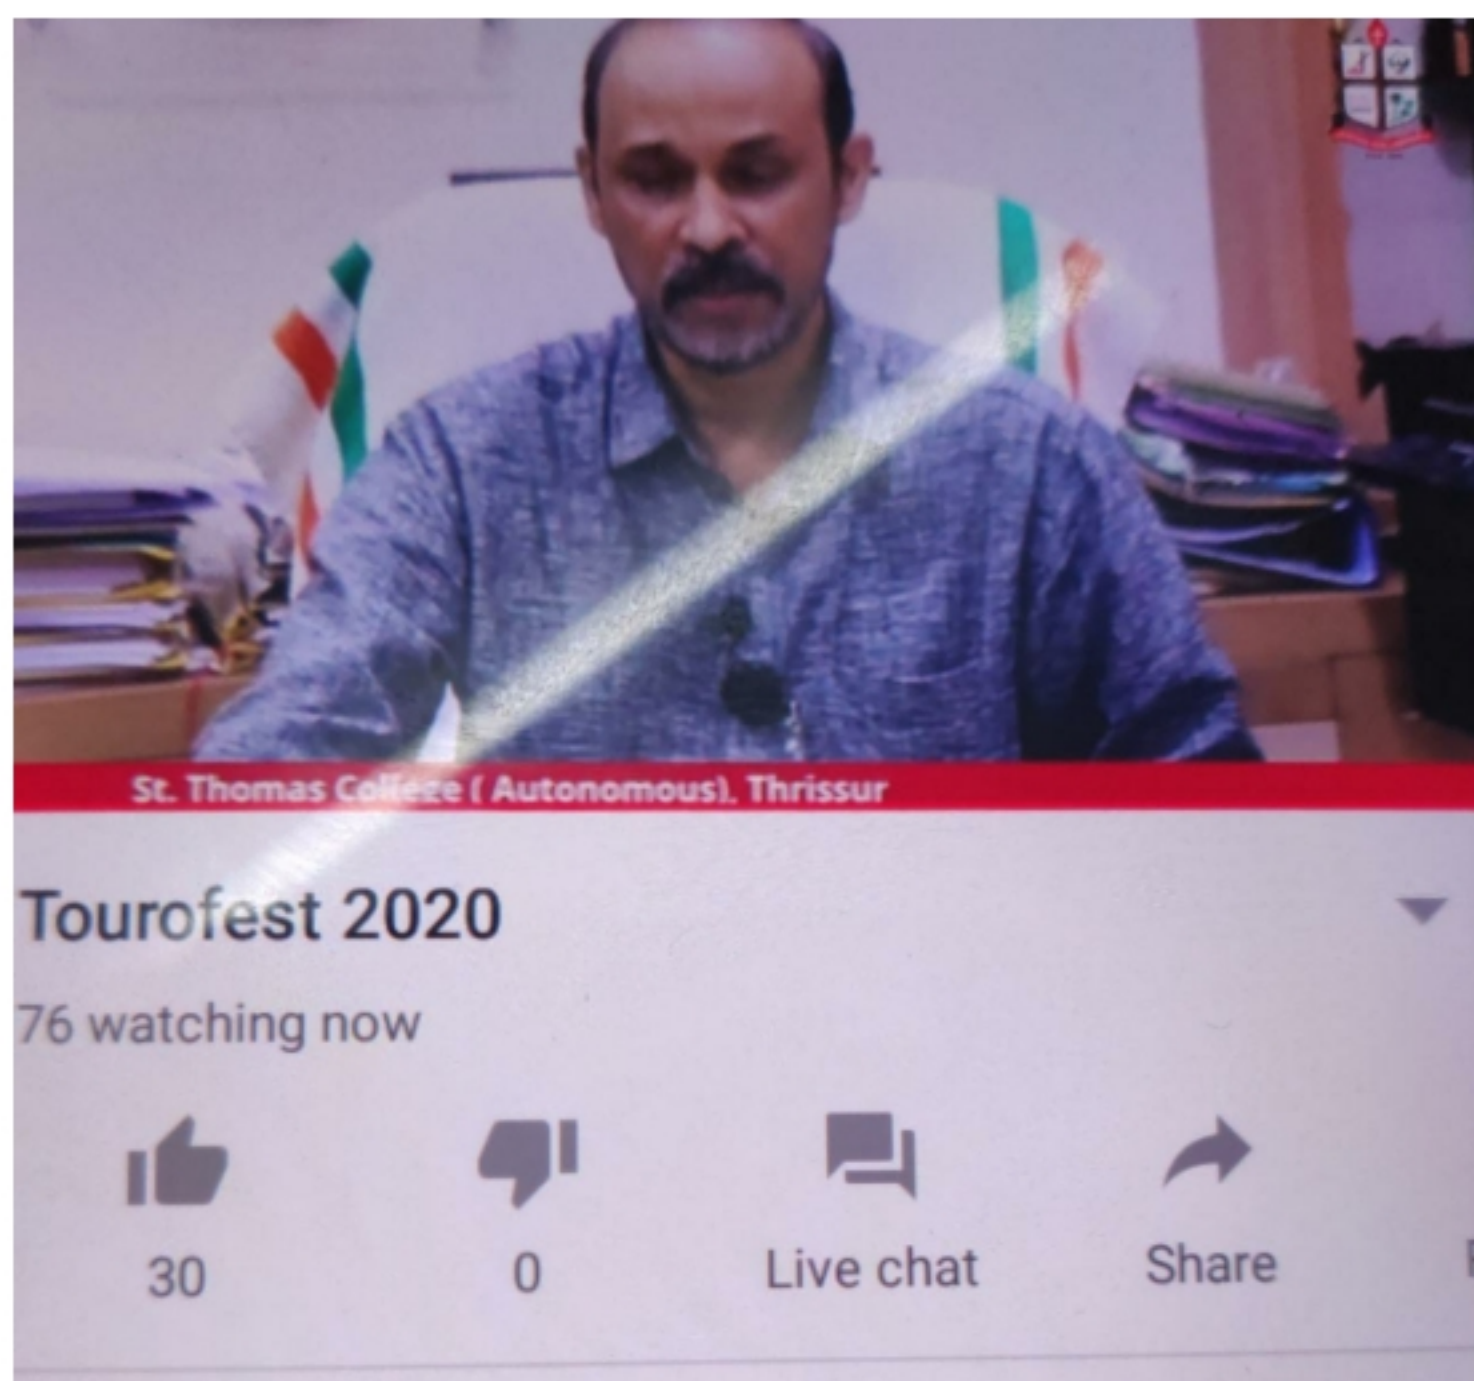 St. Thomas College ( Autonomous). Thrissur
Tourofest 2020
76 watching now
30
0
Live chat
Share